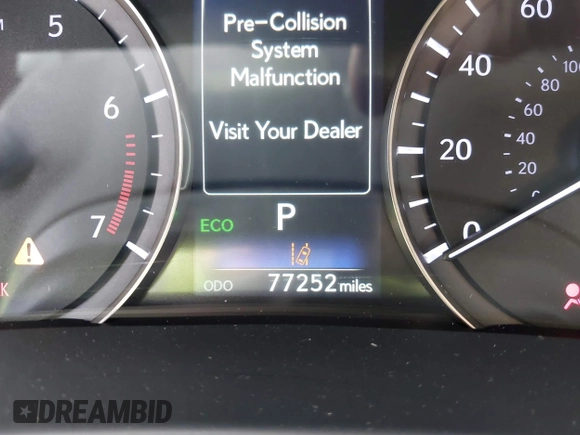 Pre-Collision
System
Malfunction
Visit Your Dealer
5
6
7
60
40
20
0
100
80
60
40
20
ECO
P
ODO 77252 miles
K
DREAMBID